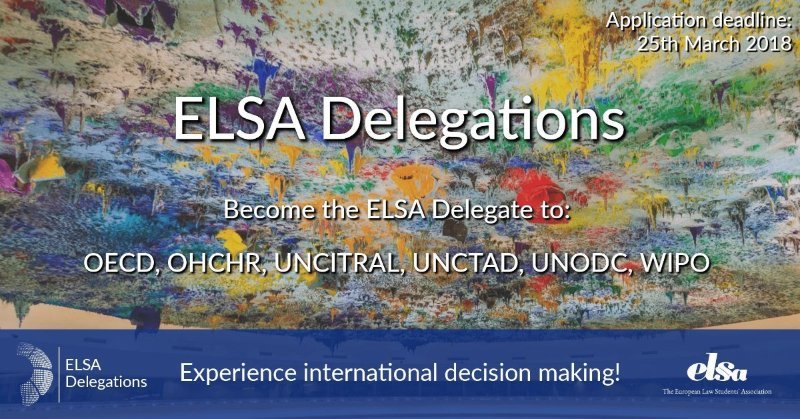 Application deadline:
25th March 2018
ELSA Delegations
Become the ELSA Delegate to:
OECD, OHCHR, UNCITRAL, UNCTAD, UNODC, WIPO
ELSA
Delegations
Experience international decision making!
elsa
The European Law Students' Association